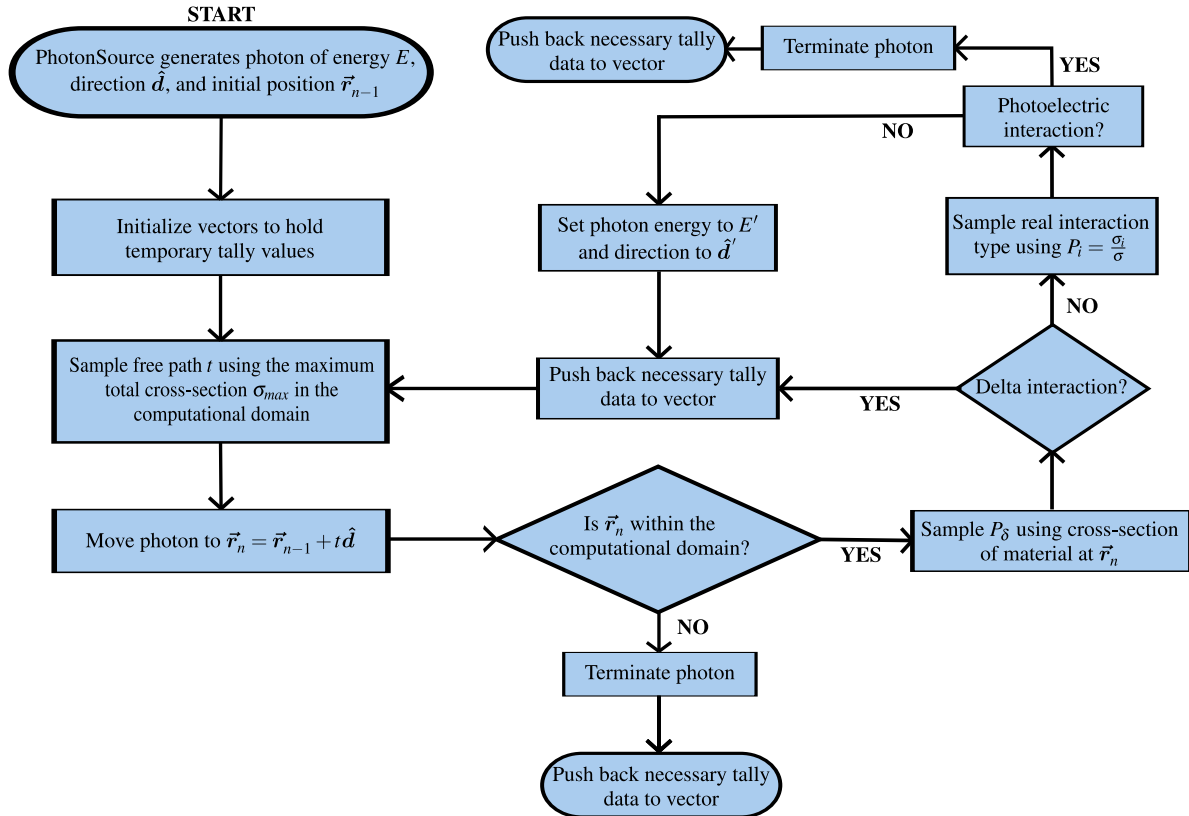 START
PhotonSource generates photon of energy E,
direction d̂, and initial position r⃗ₙ₋₁
Initialize vectors to hold
temporary tally values
Sample free path t using the maximum
total cross-section σₘₐₓ in the
computational domain
Move photon to r⃗ₙ = r⃗ₙ₋₁ + td̂
Is r⃗ₙ within the
computational domain?
NO
Terminate photon
Push back necessary tally
data to vector
YES
Sample P_δ using cross-section
of material at r⃗ₙ
Delta interaction?
YES
Push back necessary tally
data to vector
NO
Sample real interaction
type using Pᵢ = σᵢ/σ
Photoelectric
interaction?
NO
Set photon energy to E′
and direction to d̂′
YES
Terminate photon
Push back necessary tally
data to vector